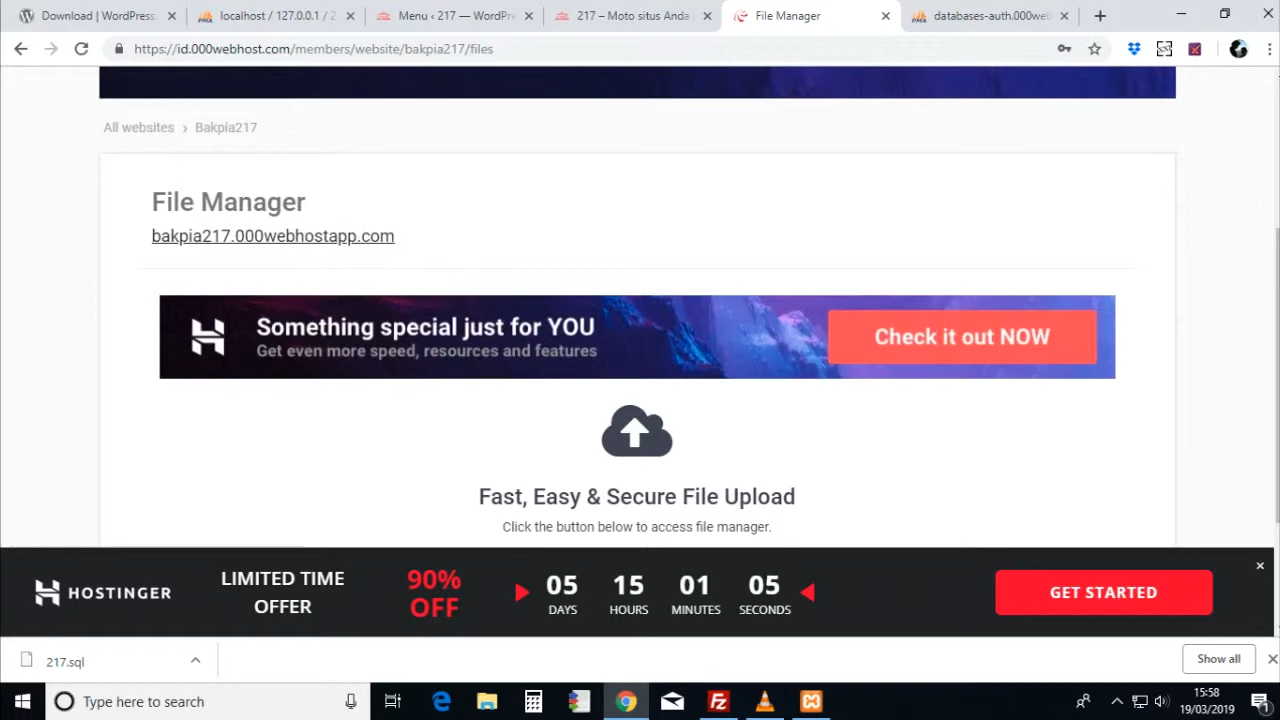 Download | WordPress.
localhost / 127.0.0.1 / 2
Menu ‹ 217 — WordPr
217 – Moto situs Anda
File Manager
databases-auth.000web
https://id.000webhost.com/members/website/bakpia217/files
All websites › Bakpia217
File Manager
bakpia217.000webhostapp.com
Something special just for YOU
Get even more speed, resources and features
Check it out NOW
Fast, Easy & Secure File Upload
Click the button below to access file manager.
HOSTINGER
LIMITED TIME
OFFER
90%
OFF
05 15 01 05
DAYS HOURS MINUTES SECONDS
GET STARTED
217.sql
Show all
Type here to search
15:58
19/03/2019
1